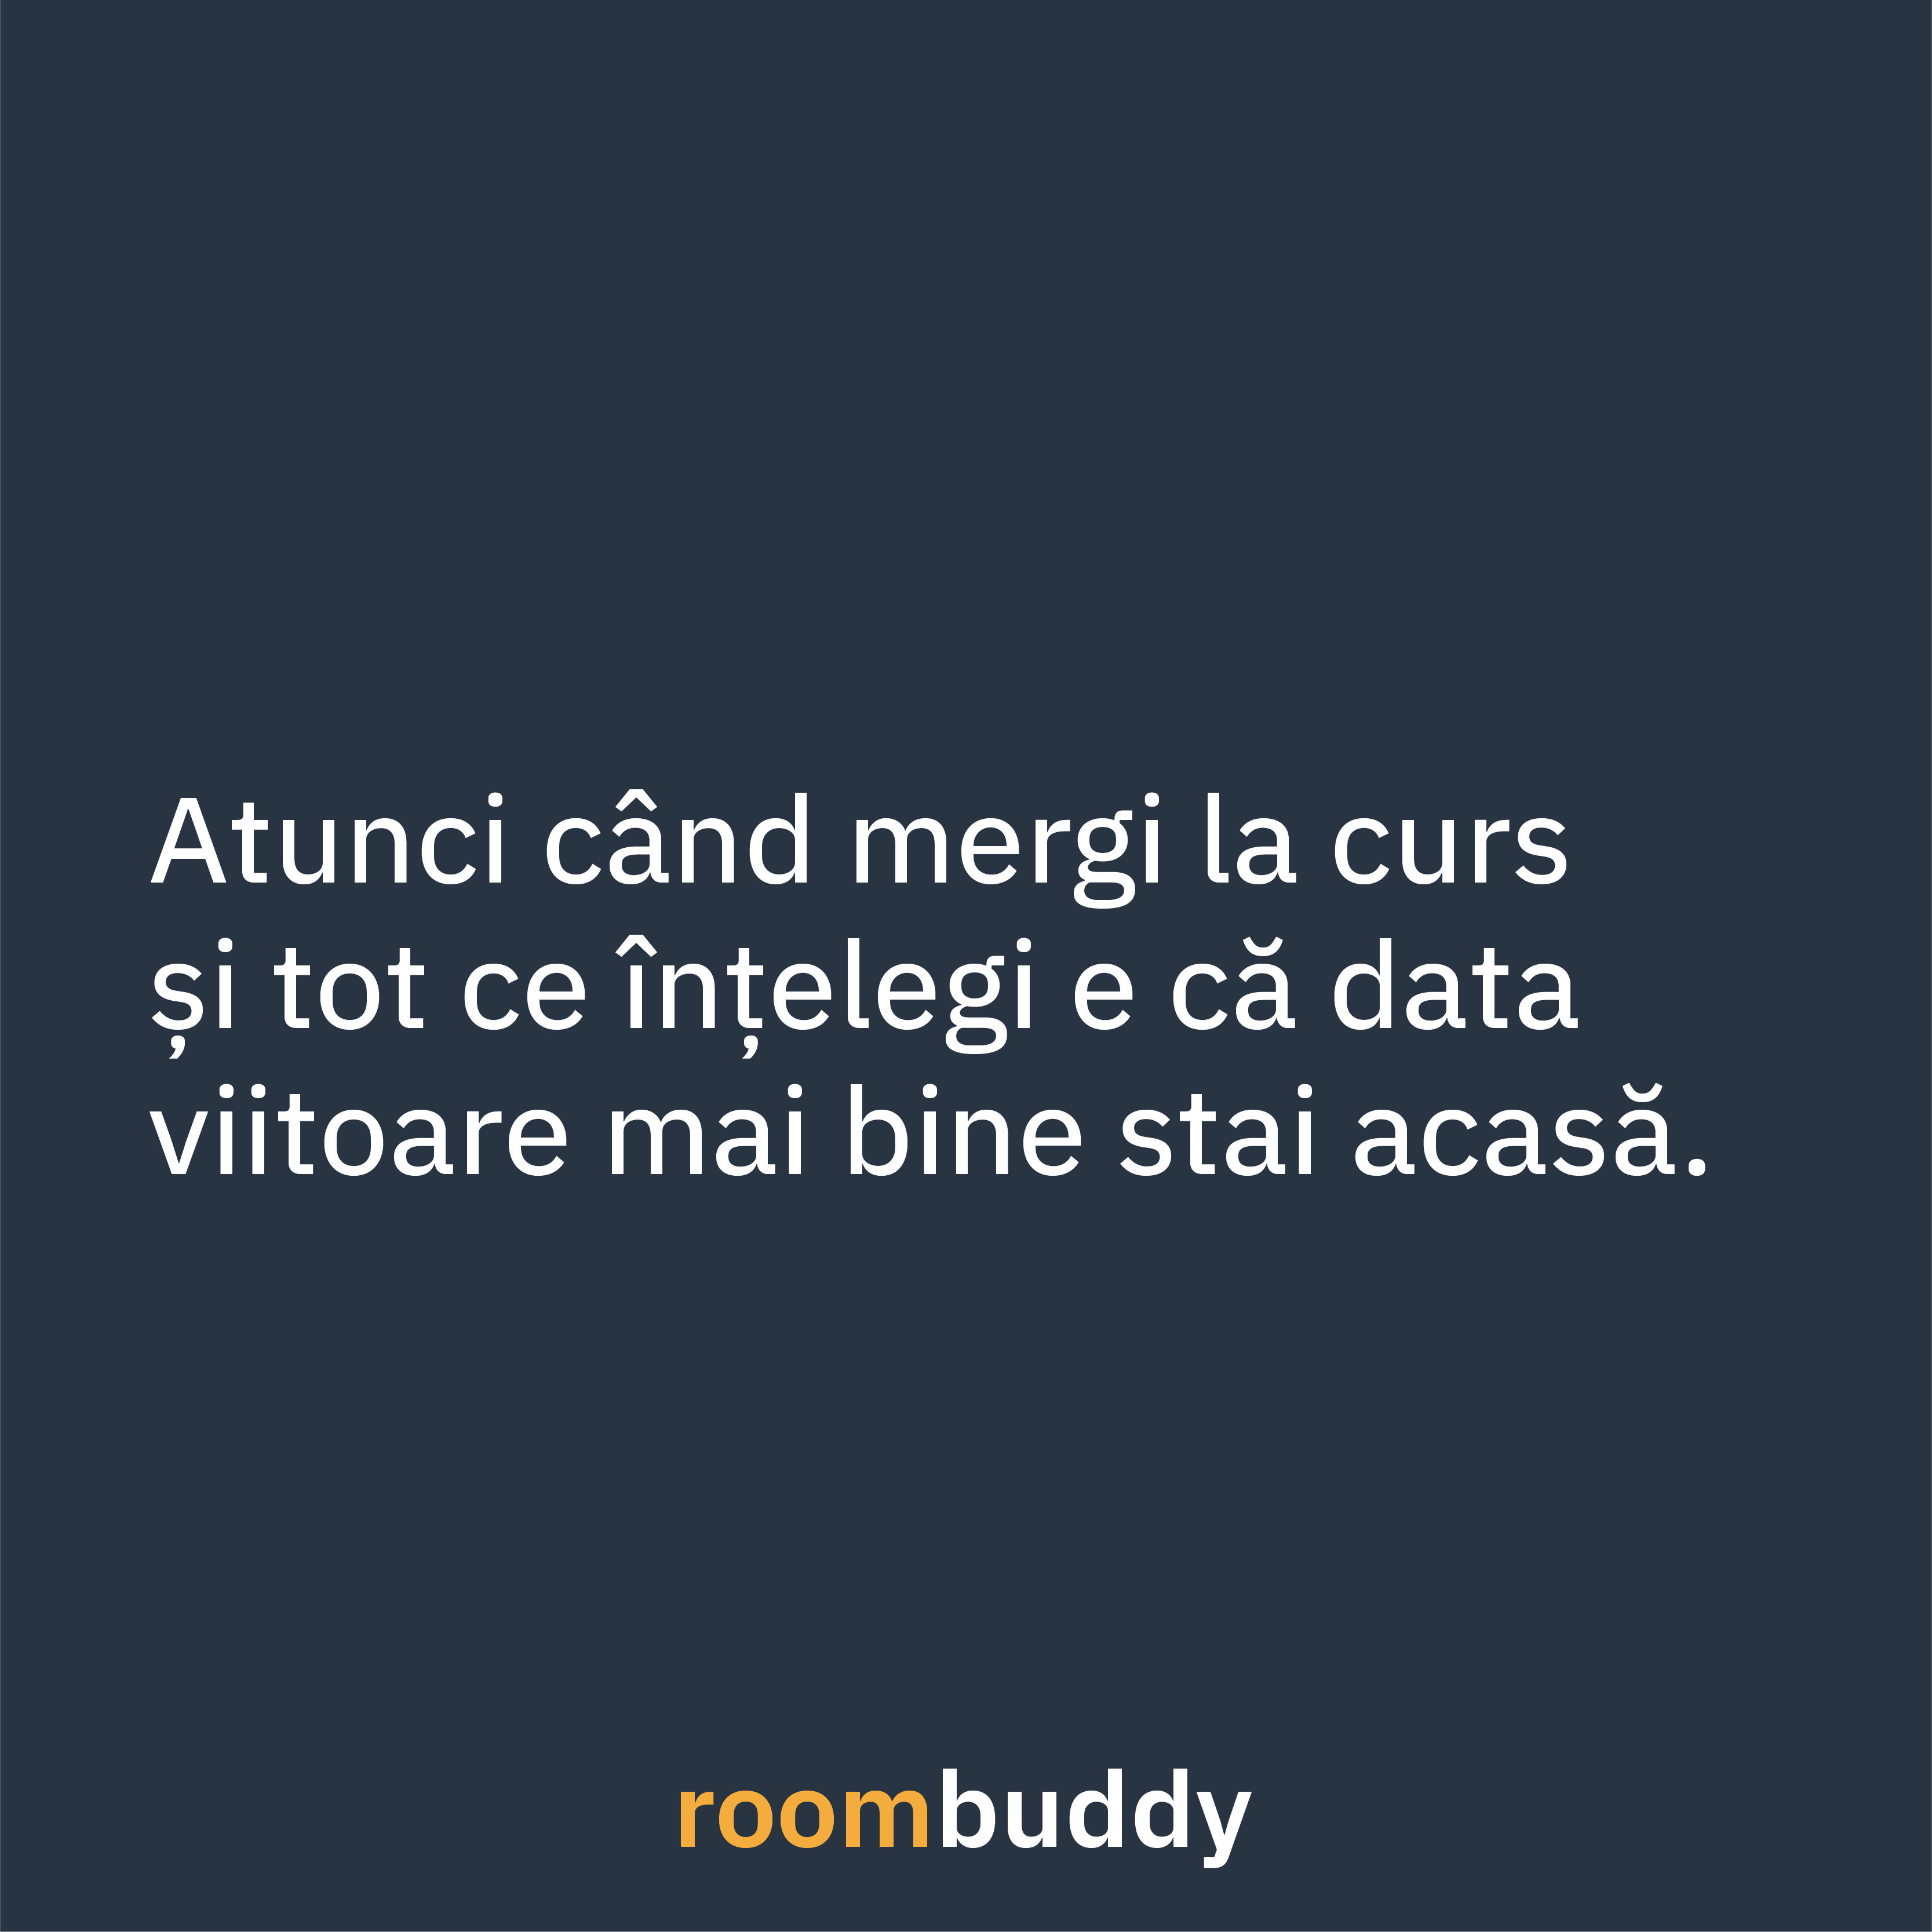 Atunci când mergi la curs
și tot ce înțelegi e că data
viitoare mai bine stai acasă.
roombuddy